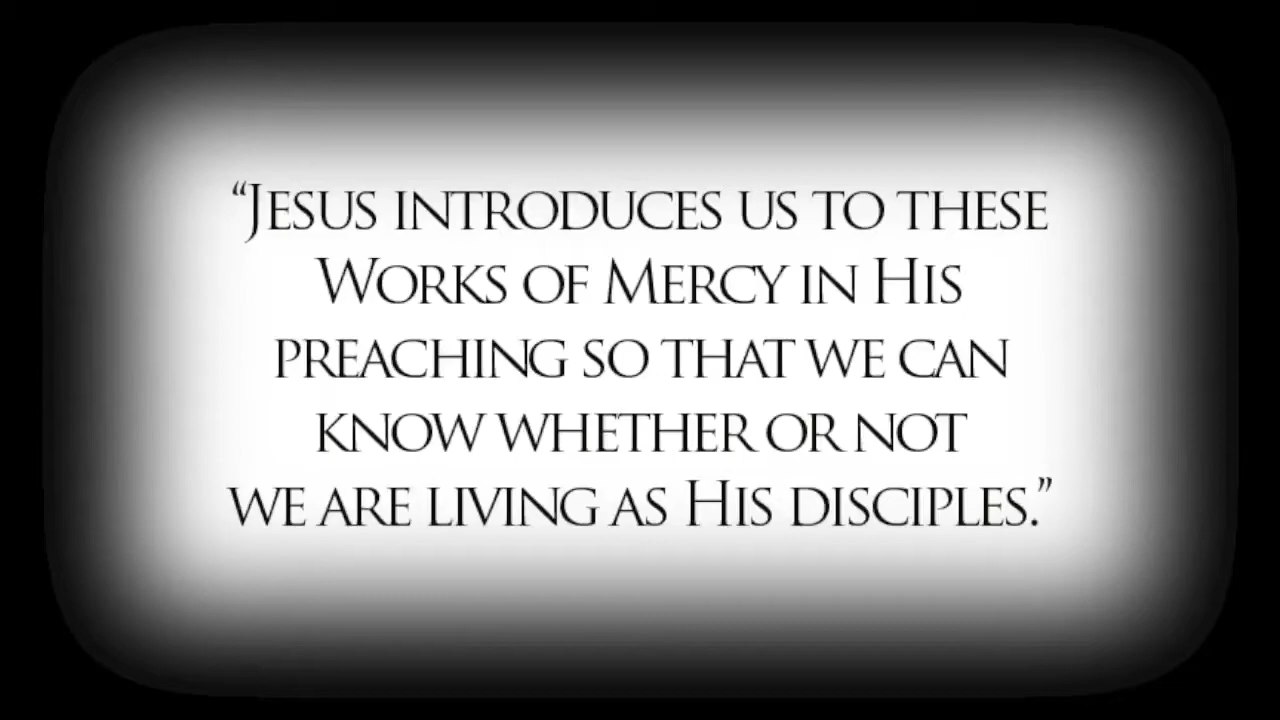 “Jesus introduces us to these
Works of Mercy in His
preaching so that we can
know whether or not
we are living as His disciples.”